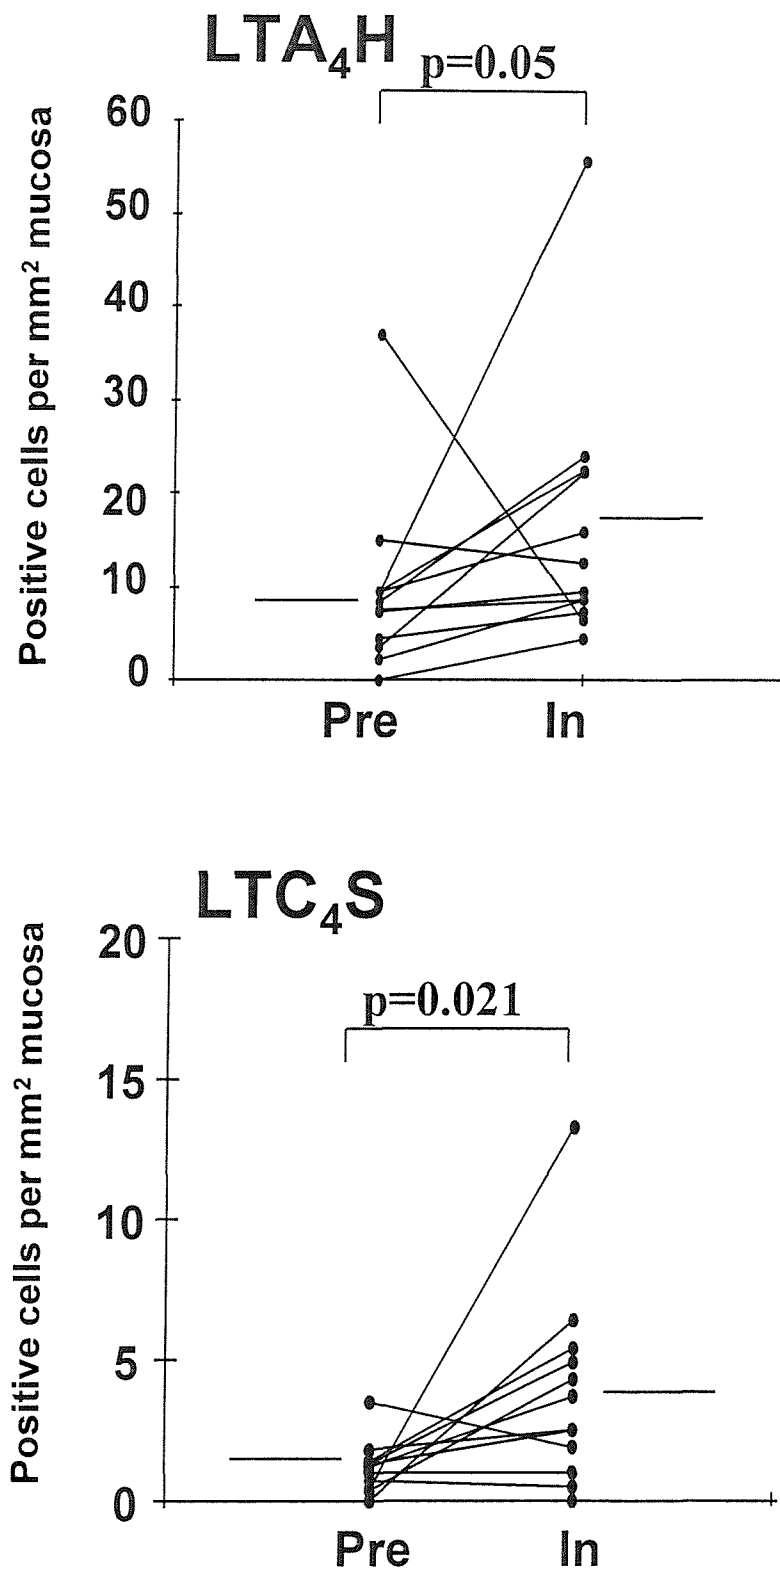 LTA₄H
p=0.05
Positive cells per mm² mucosa
60
50
40
30
20
10
0
Pre In
LTC₄S
p=0.021
Positive cells per mm² mucosa
20
15
10
5
0
Pre In